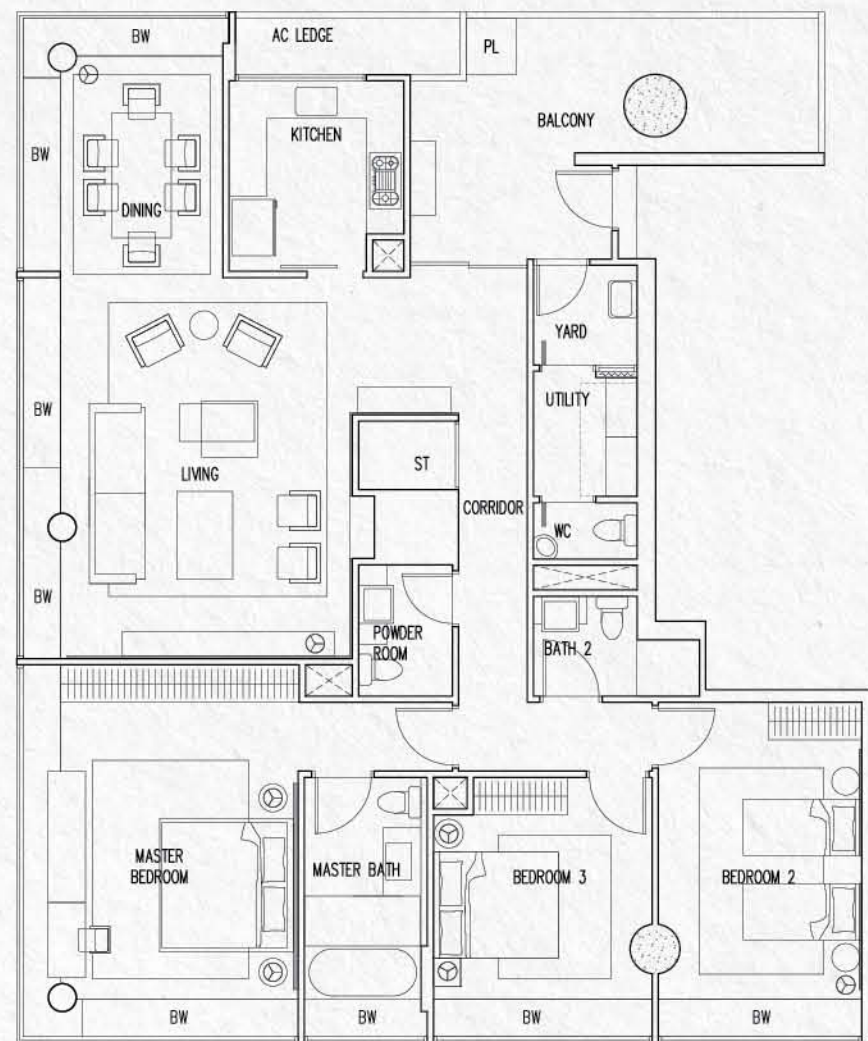 BW
AC LEDGE
PL
BALCONY
KITCHEN
BW
DINING
YARD
UTILITY
BW
LIVING
ST
CORRIDOR
WC
BW
POWDER
ROOM
BATH 2
MASTER
BEDROOM
MASTER BATH
BEDROOM 3
BEDROOM 2
BW
BW
BW
BW